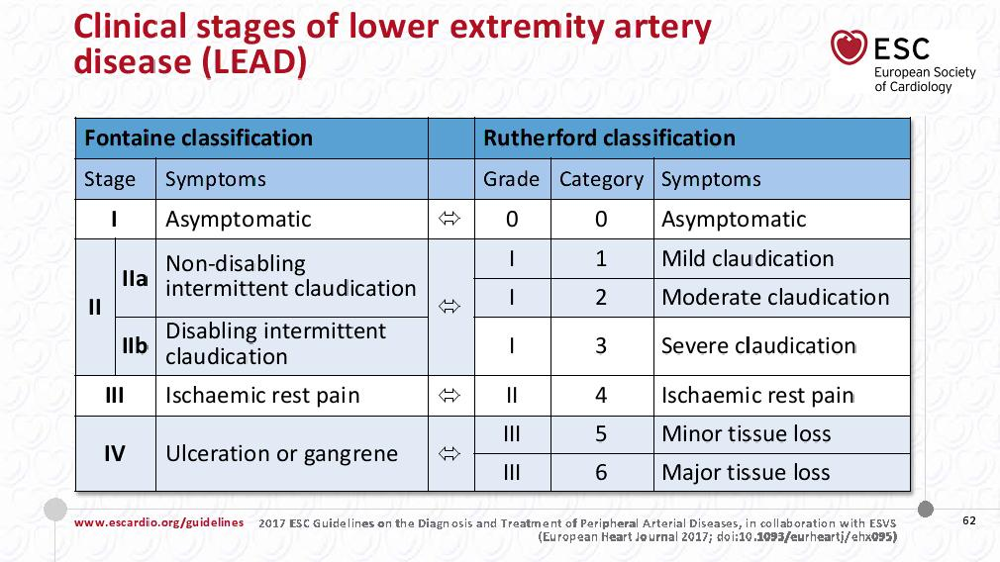 Clinical stages of lower extremity artery
disease (LEAD)
ESC
European Society
of Cardiology
Fontaine classification
Rutherford classification
Stage Symptoms Grade Category Symptoms
I Asymptomatic ⬄ 0 0 Asymptomatic
II IIa Non-disabling
intermittent claudication ⬄ I 1 Mild claudication
I 2 Moderate claudication
IIb Disabling intermittent
claudication I 3 Severe claudication
III Ischaemic rest pain ⬄ II 4 Ischaemic rest pain
IV Ulceration or gangrene ⬄ III 5 Minor tissue loss
III 6 Major tissue loss
www.escardio.org/guidelines
2017 ESC Guidelines on the Diagnosis and Treatment of Peripheral Arterial Diseases, in collaboration with ESVS
(European Heart Journal 2017; doi:10.1093/eurheartj/ehx095)
62